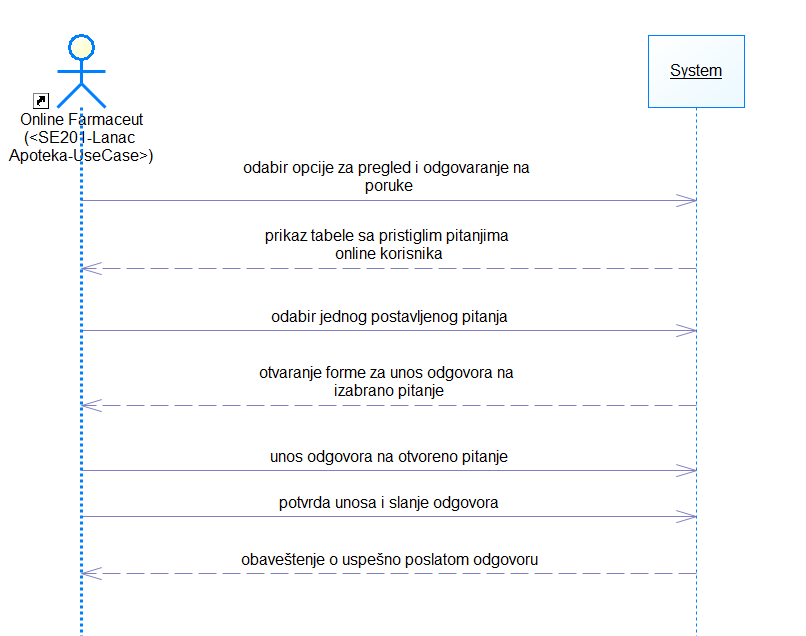 System
Online Farmaceut
(<SE201-Lanac
Apoteka-UseCase>)
odabir opcije za pregled i odgovaranje na
poruke
prikaz tabele sa pristiglim pitanjima
online korisnika
odabir jednog postavljenog pitanja
otvaranje forme za unos odgovora na
izabrano pitanje
unos odgovora na otvoreno pitanje
potvrda unosa i slanje odgovora
obaveštenje o uspešno poslatom odgovoru